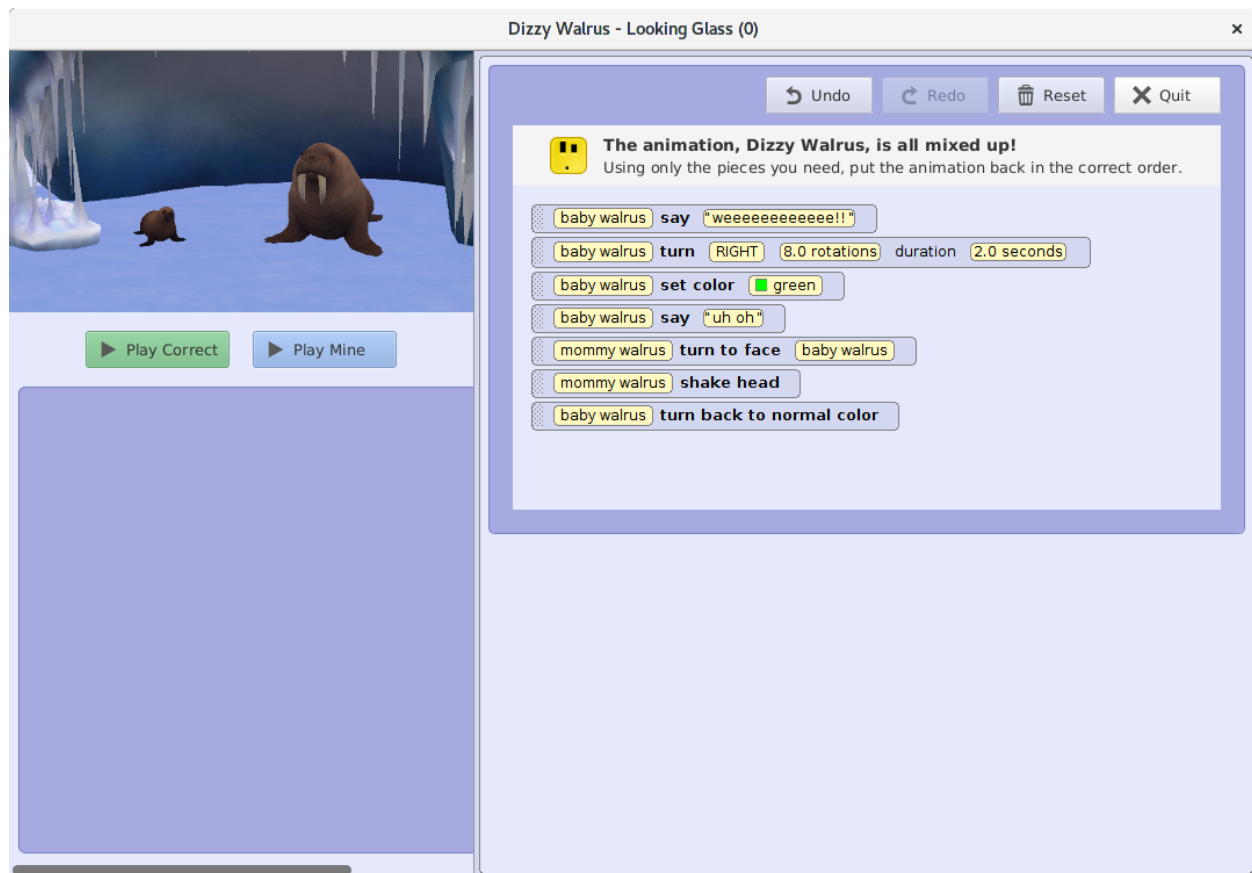 Dizzy Walrus - Looking Glass (0)
Undo Redo Reset Quit
The animation, Dizzy Walrus, is all mixed up!
Using only the pieces you need, put the animation back in the correct order.
baby walrus say "weeeeeeeeeeee!!"
baby walrus turn RIGHT 8.0 rotations duration 2.0 seconds
baby walrus set color green
baby walrus say "uh oh"
mommy walrus turn to face baby walrus
mommy walrus shake head
baby walrus turn back to normal color
Play Correct Play Mine